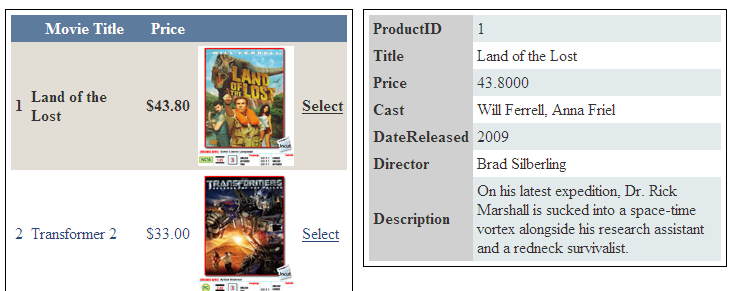 Movie Title Price
1 Land of the Lost $43.80 Select
WILL FERRELL
LAND OF THE LOST
2 Transformer 2 $33.00 Select
TRANSFORMERS
ProductID 1
Title Land of the Lost
Price 43.8000
Cast Will Ferrell, Anna Friel
DateReleased 2009
Director Brad Silberling
Description On his latest expedition, Dr. Rick
Marshall is sucked into a space-time
vortex alongside his research assistant
and a redneck survivalist.